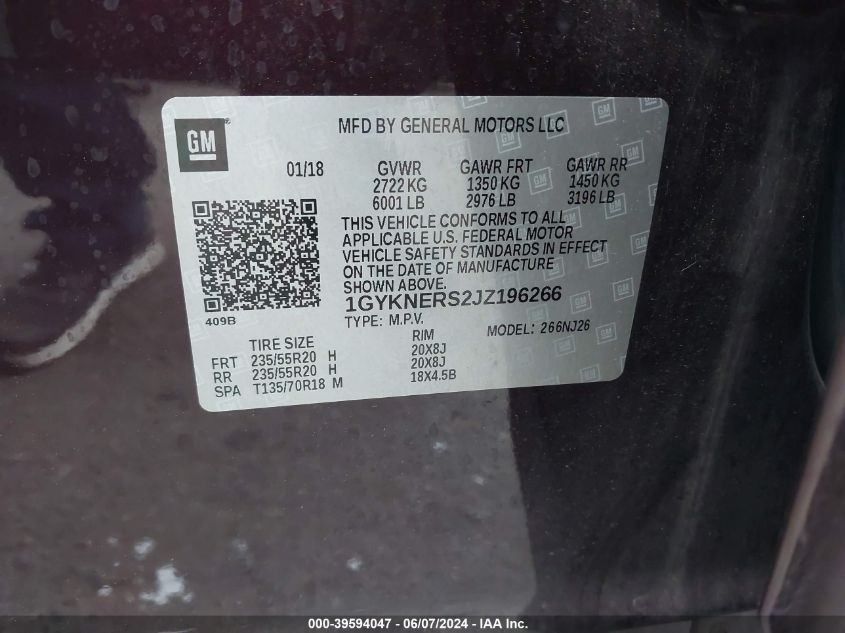 GM®
MFD BY GENERAL MOTORS LLC
01/18 GVWR GAWR FRT GAWR RR
2722 KG 1350 KG 1450 KG
6001 LB 2976 LB 3196 LB
THIS VEHICLE CONFORMS TO ALL
APPLICABLE U.S. FEDERAL MOTOR
VEHICLE SAFETY STANDARDS IN EFFECT
ON THE DATE OF MANUFACTURE
SHOWN ABOVE.
1GYKNERS2JZ196266
409B
TYPE: M.P.V. MODEL: 266NJ26
TIRE SIZE RIM
FRT 235/55R20 H 20X8J
RR 235/55R20 H 20X8J
SPA T135/70R18 M 18X4.5B
000-39594047 - 06/07/2024 - IAA Inc.